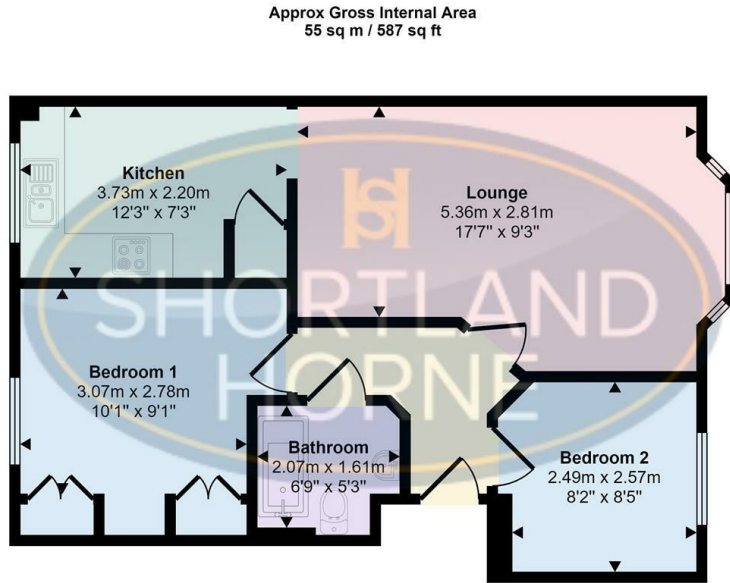 Approx Gross Internal Area
55 sq m / 587 sq ft
Kitchen
3.73m x 2.20m
12'3" x 7'3"
Lounge
5.36m x 2.81m
17'7" x 9'3"
SH
SHORTLAND
HORNE
Bedroom 1
3.07m x 2.78m
10'1" x 9'1"
Bathroom
2.07m x 1.61m
6'9" x 5'3"
Bedroom 2
2.49m x 2.57m
8'2" x 8'5"